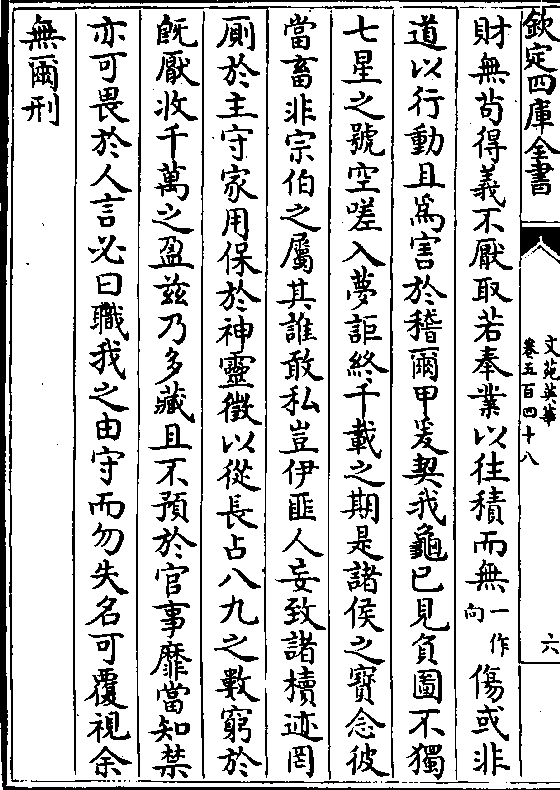 欽定四庫全書
文苑英華
卷五百四十八
六
財無苟得義不厭取若奉業以往積而無一作向傷或非
道以行動且為害於稽爾甲爰契我龜已見負圖不獨
七星之號空嗟入夢詎終千載之期是諸侯之寶念彼
當畜非宗伯之屬其誰敢私豈伊匪人妄致諸櫝迹罔
厠於主守家用保於神靈徵以從長占八九之數窮於
既厭收千萬之盈茲乃多藏且不預於官事靡當知禁
亦可畏於人言必曰職我之由守而勿失名可覆視余
無爾刑